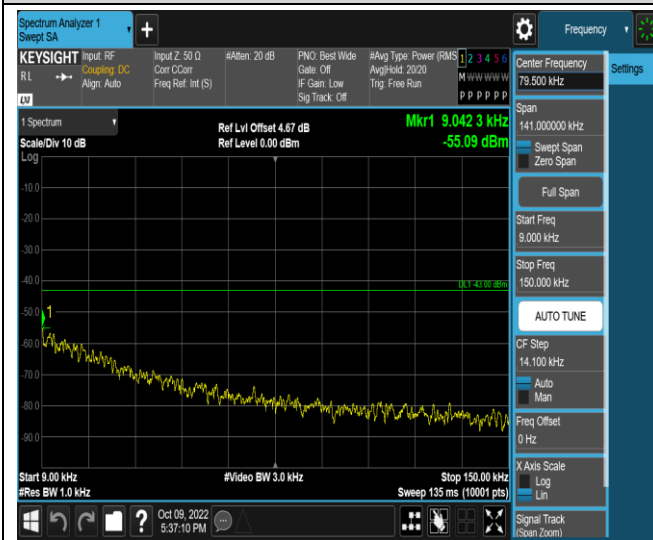 Spectrum Analyzer 1
Swept SA
+
Frequency
KEYSIGHT
RL
LXI
Input: RF
Coupling: DC
Align: Auto
Input Z: 50 Ω
Corr CCorr
Freq Ref: Int (S)
#Atten: 20 dB
PNO: Best Wide
Gate: Off
IF Gain: Low
Sig Track: Off
#Avg Type: Power (RMS
Avg|Hold: 20/20
Trig: Free Run
1 2 3 4 5 6
M W W W W W
P P P P P P
Center Frequency
79.500 kHz
Settings
Span
141.000000 kHz
Swept Span
Zero Span
Full Span
Start Freq
9.000 kHz
Stop Freq
150.000 kHz
AUTO TUNE
CF Step
14.100 kHz
Auto
Man
Freq Offset
0 Hz
X Axis Scale
Log
Lin
Signal Track
(Span Zoom)
1 Spectrum
Scale/Div 10 dB
Ref Lvl Offset 4.67 dB
Ref Level 0.00 dBm
Mkr1 9.042 3 kHz
-55.09 dBm
Log
-10.0
-20.0
-30.0
-40.0
DL1 -43.00 dBm
-50.0
1
-60.0
-70.0
-80.0
-90.0
Start 9.00 kHz
#Res BW 1.0 kHz
#Video BW 3.0 kHz
Stop 150.00 kHz
Sweep 135 ms (10001 pts)
?
Oct 09, 2022
5:37:10 PM